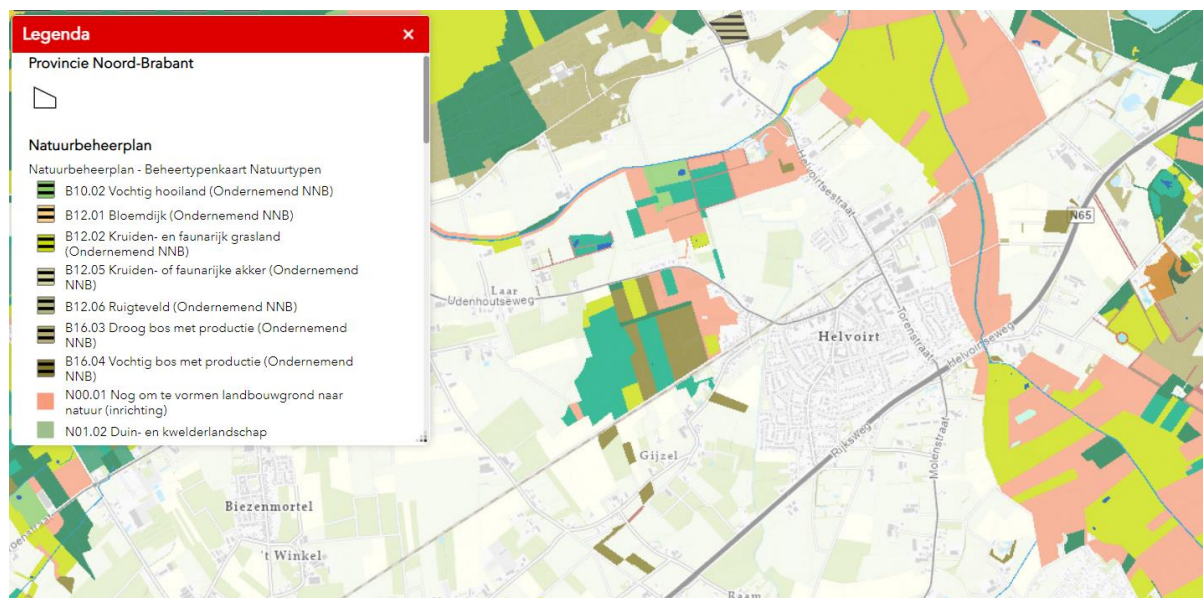 Legenda
×
Provincie Noord-Brabant
Natuurbeheerplan
Natuurbeheerplan - Beheertypenkaart Natuurtypen
B10.02 Vochtig hooiland (Ondernemend NNB)
B12.01 Bloemdijk (Ondernemend NNB)
B12.02 Kruiden- en faunarijk grasland
(Ondernemend NNB)
B12.05 Kruiden- of faunarijke akker (Ondernemend
NNB)
B12.06 Ruigteveld (Ondernemend NNB)
B16.03 Droog bos met productie (Ondernemend
NNB)
B16.04 Vochtig bos met productie (Ondernemend
NNB)
N00.01 Nog om te vormen landbouwgrond naar
natuur (inrichting)
N01.02 Duin- en kwelderlandschap
Helvoirtsestraat
N65
Laar
Udenhoutseweg
Helvoirt
Torenstraat
Helvoirtseweg
Rijksweg
Molenstraat
Gijzel
Biezenmortel
't Winkel
Raam